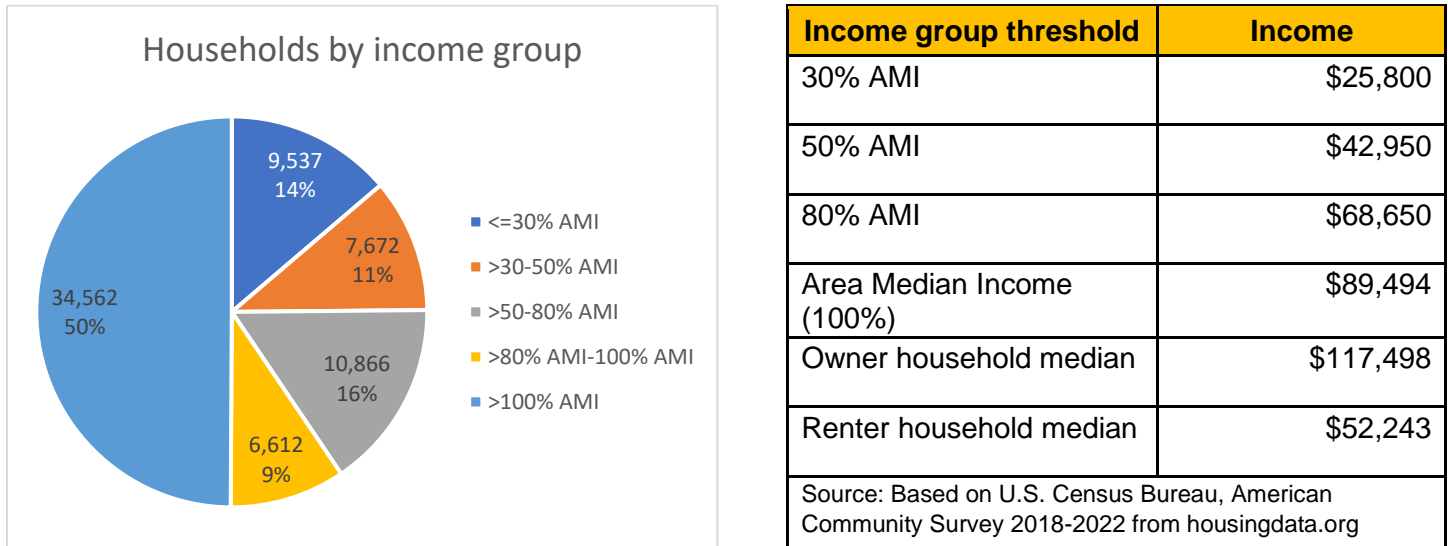 Households by income group
9,537
14%
7,672
11%
10,866
16%
6,612
9%
34,562
50%
<=30% AMI
>30-50% AMI
>50-80% AMI
>80% AMI-100% AMI
>100% AMI
Income group threshold Income
30% AMI $25,800
50% AMI $42,950
80% AMI $68,650
Area Median Income $89,494
(100%)
Owner household median $117,498
Renter household median $52,243
Source: Based on U.S. Census Bureau, American
Community Survey 2018-2022 from housingdata.org